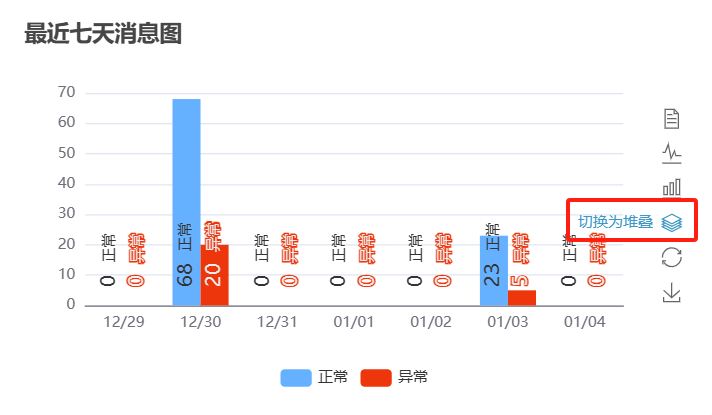 最近七天消息图
70
60
50
40
30
20
10
0
切换为堆叠
0 正常
0 异常
68 正常
20 异常
0 正常
0 异常
0 正常
0 异常
0 正常
0 异常
23 正常
5 异常
0 正常
0 异常
12/29 12/30 12/31 01/01 01/02 01/03 01/04
正常 异常